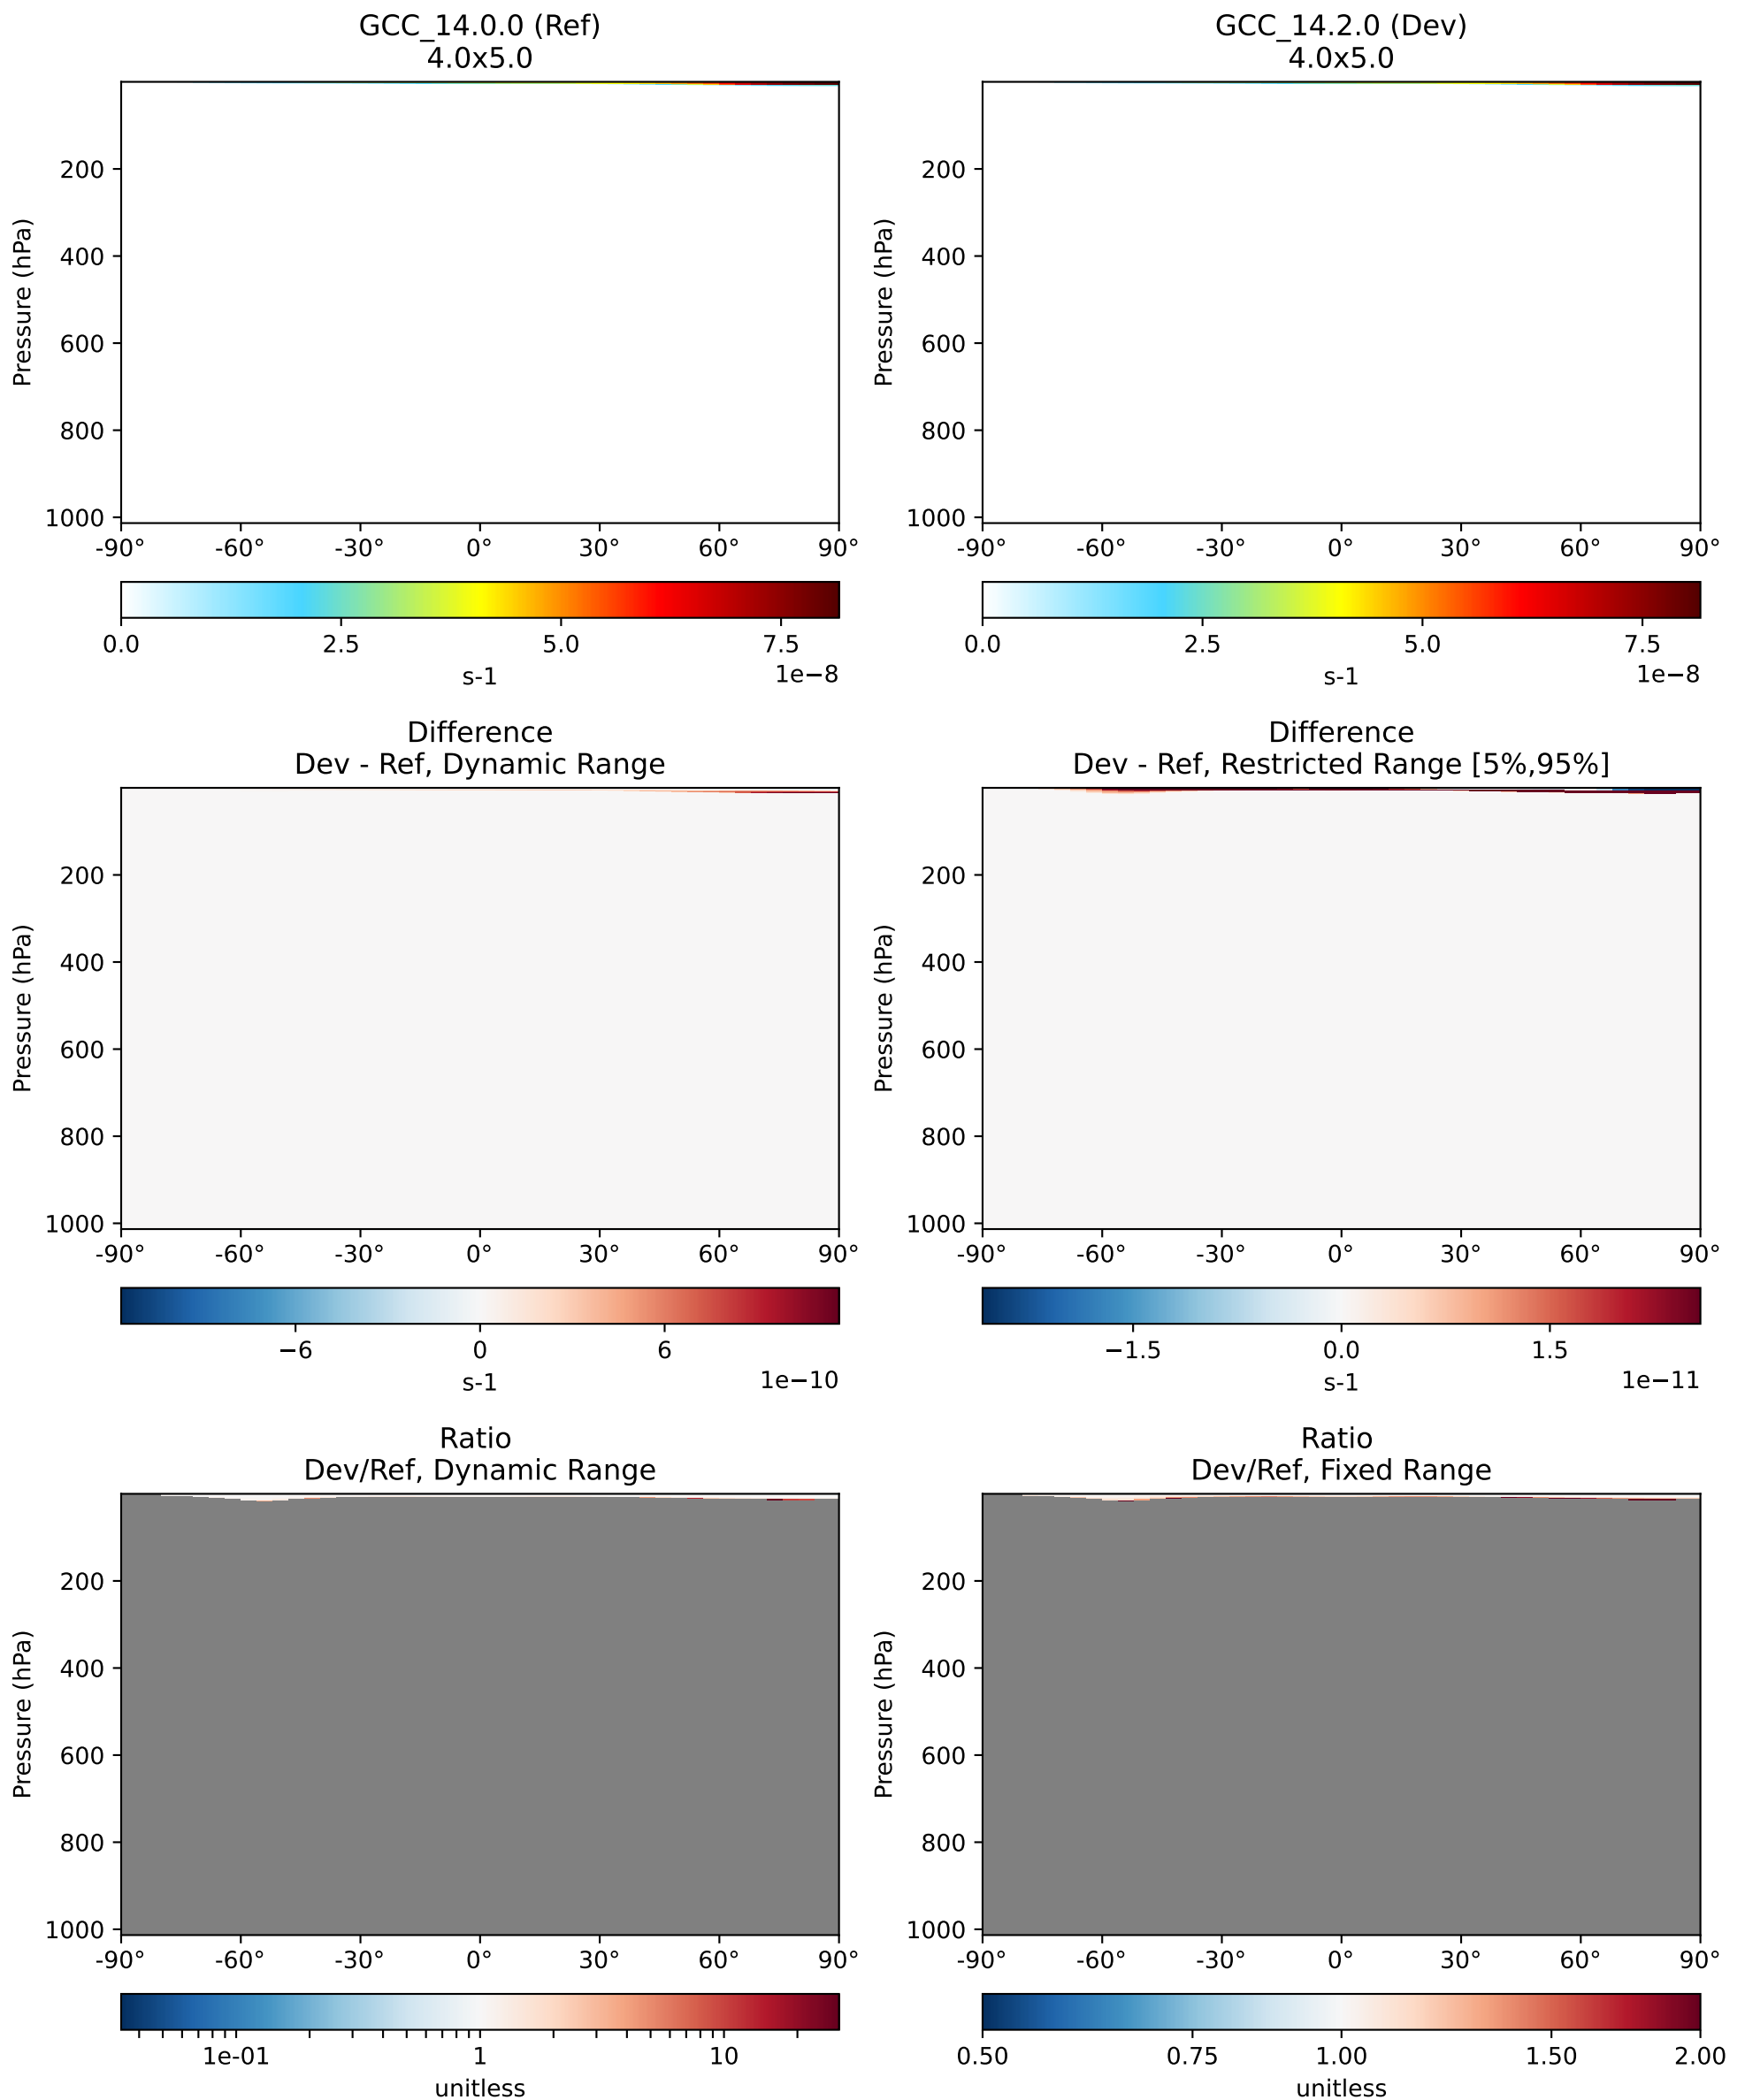 GCC_14.0.0 (Ref)
4.0x5.0
Pressure (hPa)
200
400
600
800
1000
-90° -60° -30° 0° 30° 60° 90°
0.0 2.5 5.0 7.5
s-1
1e−8
GCC_14.2.0 (Dev)
4.0x5.0
Pressure (hPa)
200
400
600
800
1000
-90° -60° -30° 0° 30° 60° 90°
0.0 2.5 5.0 7.5
s-1
1e−8
Difference
Dev - Ref, Dynamic Range
Pressure (hPa)
200
400
600
800
1000
-90° -60° -30° 0° 30° 60° 90°
−6 0 6
s-1
1e−10
Difference
Dev - Ref, Restricted Range [5%,95%]
Pressure (hPa)
200
400
600
800
1000
-90° -60° -30° 0° 30° 60° 90°
−1.5 0.0 1.5
s-1
1e−11
Ratio
Dev/Ref, Dynamic Range
Pressure (hPa)
200
400
600
800
1000
-90° -60° -30° 0° 30° 60° 90°
1e-01 1 10
unitless
Ratio
Dev/Ref, Fixed Range
Pressure (hPa)
200
400
600
800
1000
-90° -60° -30° 0° 30° 60° 90°
0.50 0.75 1.00 1.50 2.00
unitless